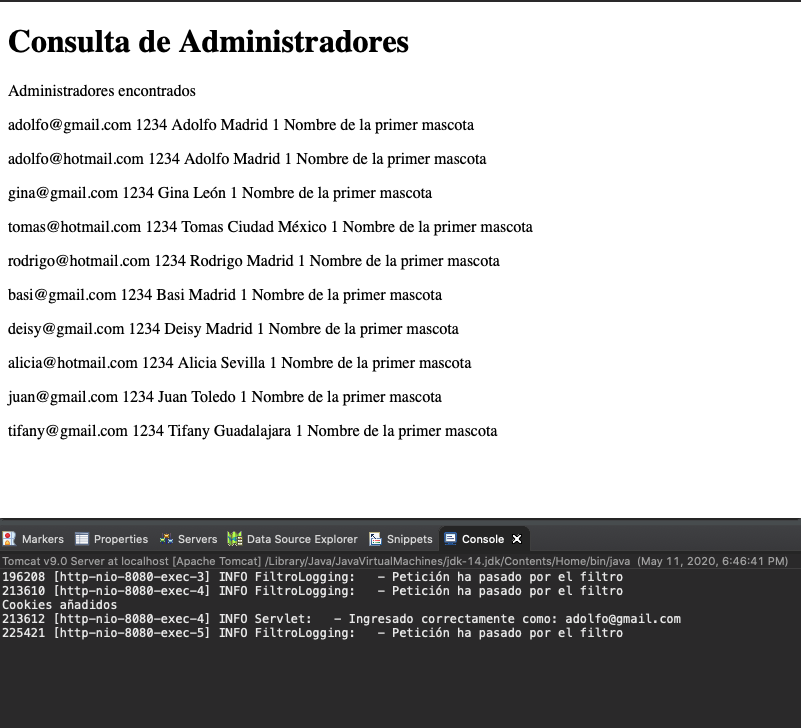 Consulta de Administradores
Administradores encontrados
adolfo@gmail.com 1234 Adolfo Madrid 1 Nombre de la primer mascota
adolfo@hotmail.com 1234 Adolfo Madrid 1 Nombre de la primer mascota
gina@gmail.com 1234 Gina León 1 Nombre de la primer mascota
tomas@hotmail.com 1234 Tomas Ciudad México 1 Nombre de la primer mascota
rodrigo@hotmail.com 1234 Rodrigo Madrid 1 Nombre de la primer mascota
basi@gmail.com 1234 Basi Madrid 1 Nombre de la primer mascota
deisy@gmail.com 1234 Deisy Madrid 1 Nombre de la primer mascota
alicia@hotmail.com 1234 Alicia Sevilla 1 Nombre de la primer mascota
juan@gmail.com 1234 Juan Toledo 1 Nombre de la primer mascota
tifany@gmail.com 1234 Tifany Guadalajara 1 Nombre de la primer mascota
Markers Properties Servers Data Source Explorer Snippets Console
Tomcat v9.0 Server at localhost [Apache Tomcat] /Library/Java/JavaVirtualMachines/jdk-14.jdk/Contents/Home/bin/java (May 11, 2020, 6:46:41 PM)
196208 [http-nio-8080-exec-3] INFO FiltroLogging:   - Petición ha pasado por el filtro
213610 [http-nio-8080-exec-4] INFO FiltroLogging:   - Petición ha pasado por el filtro
Cookies añadidos
213612 [http-nio-8080-exec-4] INFO Servlet:   - Ingresado correctamente como: adolfo@gmail.com
225421 [http-nio-8080-exec-5] INFO FiltroLogging:   - Petición ha pasado por el filtro